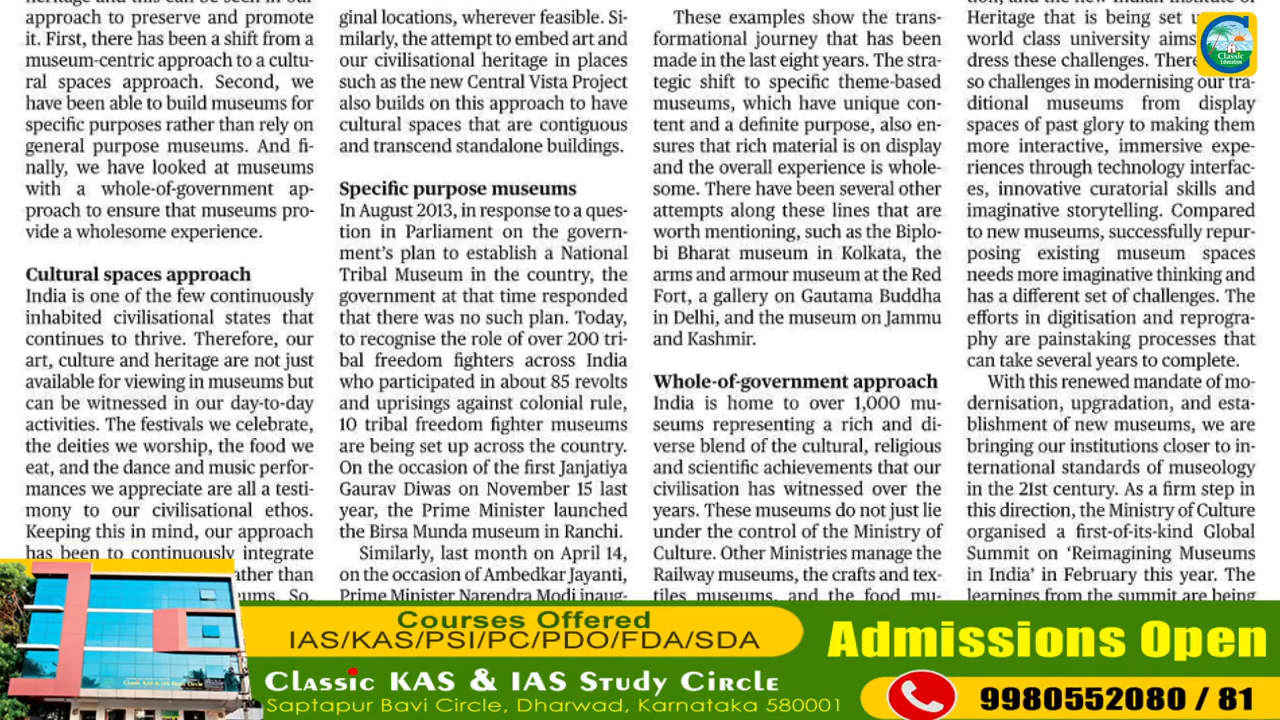 heritage and this can be seen in our
approach to preserve and promote
it. First, there has been a shift from a
museum-centric approach to a cultu-
ral spaces approach. Second, we
have been able to build museums for
specific purposes rather than rely on
general purpose museums. And fi-
nally, we have looked at museums
with a whole-of-government ap-
proach to ensure that museums pro-
vide a wholesome experience.
Cultural spaces approach
India is one of the few continuously
inhabited civilisational states that
continues to thrive. Therefore, our
art, culture and heritage are not just
available for viewing in museums but
can be witnessed in our day-to-day
activities. The festivals we celebrate,
the deities we worship, the food we
eat, and the dance and music perfor-
mances we appreciate are all a testi-
mony to our civilisational ethos.
Keeping this in mind, our approach
has been to continuously integrate
ather than
ums. So,
ginal locations, wherever feasible. Si-
milarly, the attempt to embed art and
our civilisational heritage in places
such as the new Central Vista Project
also builds on this approach to have
cultural spaces that are contiguous
and transcend standalone buildings.
Specific purpose museums
In August 2013, in response to a ques-
tion in Parliament on the govern-
ment's plan to establish a National
Tribal Museum in the country, the
government at that time responded
that there was no such plan. Today,
to recognise the role of over 200 tri-
bal freedom fighters across India
who participated in about 85 revolts
and uprisings against colonial rule,
10 tribal freedom fighter museums
are being set up across the country.
On the occasion of the first Janjatiya
Gaurav Diwas on November 15 last
year, the Prime Minister launched
the Birsa Munda museum in Ranchi.
Similarly, last month on April 14,
on the occasion of Ambedkar Jayanti,
Prime Minister Narendra Modi inaug-
These examples show the trans-
formational journey that has been
made in the last eight years. The stra-
tegic shift to specific theme-based
museums, which have unique con-
tent and a definite purpose, also en-
sures that rich material is on display
and the overall experience is whole-
some. There have been several other
attempts along these lines that are
worth mentioning, such as the Biplo-
bi Bharat museum in Kolkata, the
arms and armour museum at the Red
Fort, a gallery on Gautama Buddha
in Delhi, and the museum on Jammu
and Kashmir.
Whole-of-government approach
India is home to over 1,000 mu-
seums representing a rich and di-
verse blend of the cultural, religious
and scientific achievements that our
civilisation has witnessed over the
years. These museums do not just lie
under the control of the Ministry of
Culture. Other Ministries manage the
Railway museums, the crafts and tex-
tiles museums, and the food mu-
tion, and the new Indian Institute of
Heritage that is being set u
world class university aims
dress these challenges. There
so challenges in modernising our tra-
ditional museums from display
spaces of past glory to making them
more interactive, immersive expe-
riences through technology interfac-
es, innovative curatorial skills and
imaginative storytelling. Compared
to new museums, successfully repur-
posing existing museum spaces
needs more imaginative thinking and
has a different set of challenges. The
efforts in digitisation and reprogra-
phy are painstaking processes that
can take several years to complete.
With this renewed mandate of mo-
dernisation, upgradation, and esta-
blishment of new museums, we are
bringing our institutions closer to in-
ternational standards of museology
in the 21st century. As a firm step in
this direction, the Ministry of Culture
organised a first-of-its-kind Global
Summit on 'Reimagining Museums
in India' in February this year. The
learnings from the summit are being
Classic
Education
Courses Offered
IAS/KAS/PSI/PC/PDO/FDA/SDA
Classic KAS & IAS Study Circle
Saptapur Bavi Circle, Dharwad, Karnataka 580001
Admissions Open
9980552080 / 81